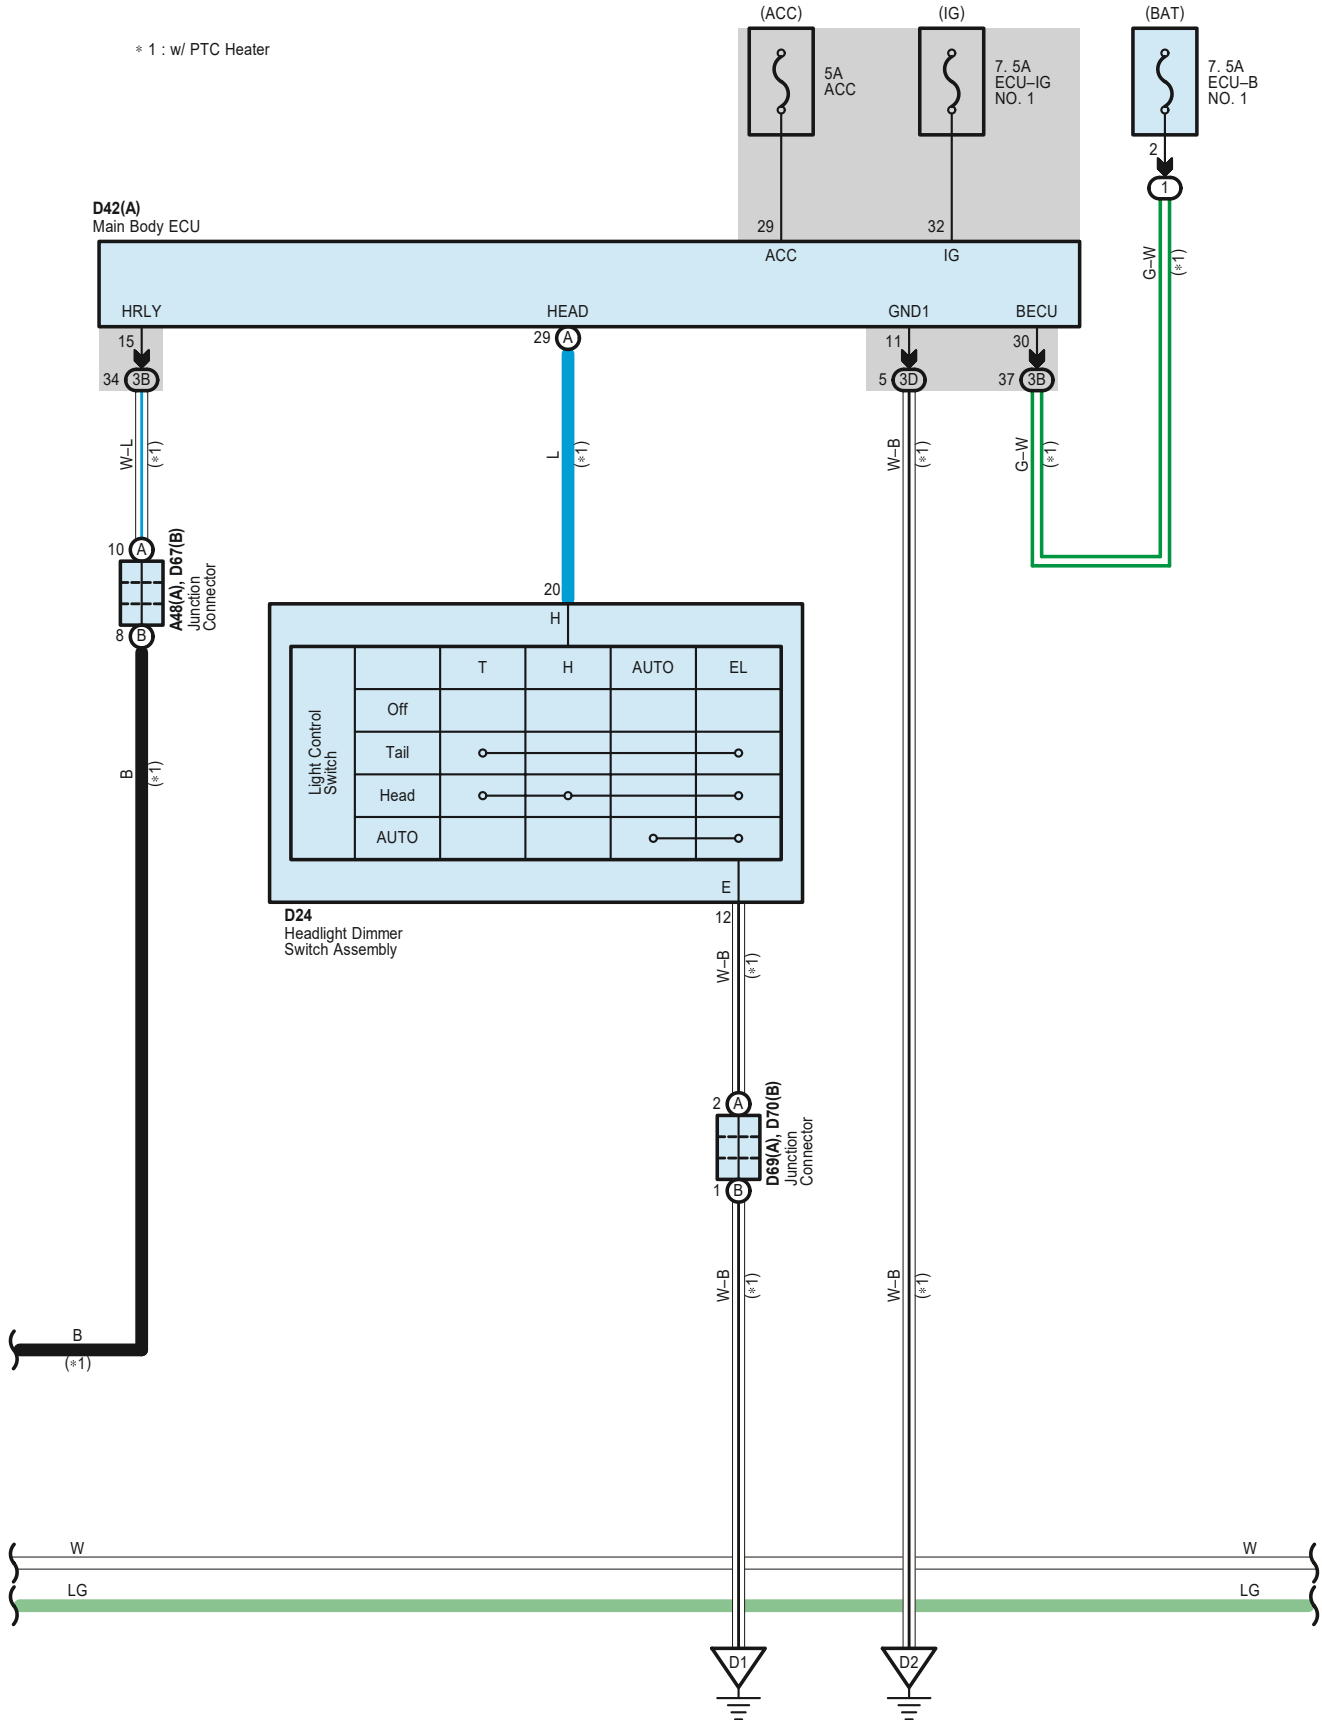 (ACC)
(IG)
(BAT)
* 1 : w/ PTC Heater
5A
ACC
7. 5A
ECU–IG
NO. 1
7. 5A
ECU–B
NO. 1
2
1
D42(A)
Main Body ECU
29
32
ACC
IG
G–W
(*1)
HRLY
HEAD
GND1
BECU
15
29
A
11
30
34
3B
5
3D
37
3B
W–L
(*1)
L
(*1)
W–B
(*1)
G–W
(*1)
10
A
A48(A), D67(B)
Junction
Connector
8
B
20
H
Light Control
Switch
T
H
AUTO
EL
Off
Tail
Head
AUTO
B
(*1)
E
12
D24
Headlight Dimmer
Switch Assembly
W–B
(*1)
2
A
D69(A), D70(B)
Junction
Connector
1
B
W–B
(*1)
W–B
(*1)
B
(*1)
W
W
LG
LG
D1
D2